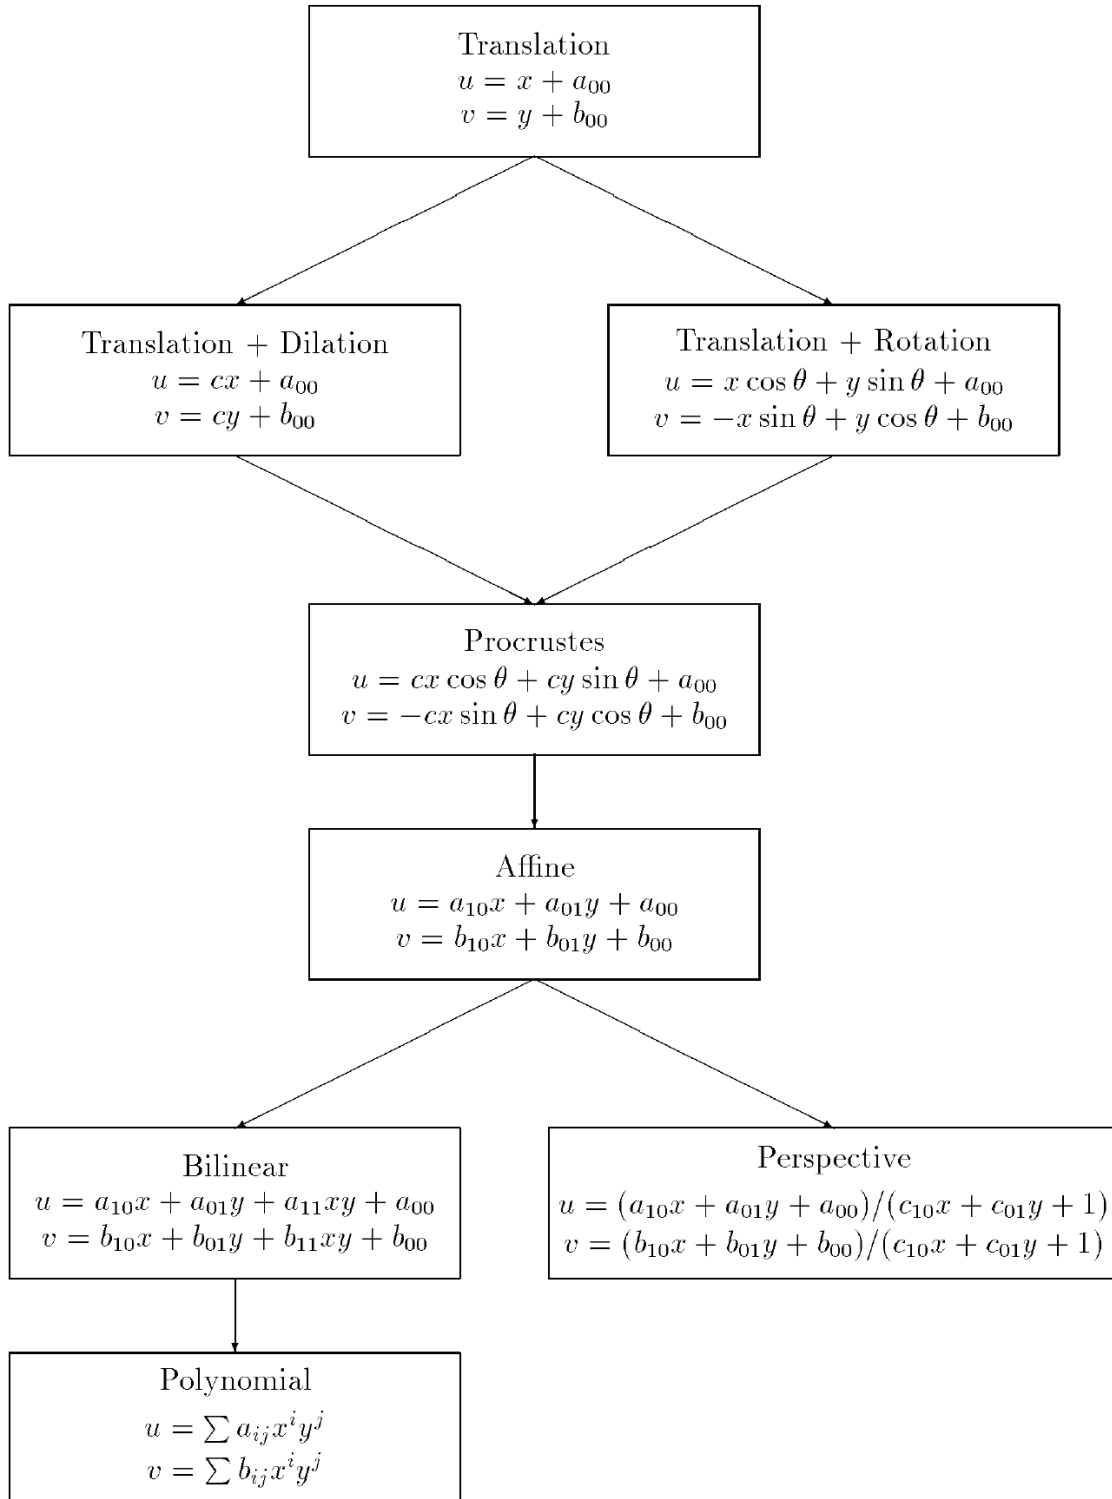 Translation
u = x + a₀₀
v = y + b₀₀
Translation + Dilation
u = cx + a₀₀
v = cy + b₀₀
Translation + Rotation
u = x cos θ + y sin θ + a₀₀
v = −x sin θ + y cos θ + b₀₀
Procrustes
u = cx cos θ + cy sin θ + a₀₀
v = −cx sin θ + cy cos θ + b₀₀
Affine
u = a₁₀x + a₀₁y + a₀₀
v = b₁₀x + b₀₁y + b₀₀
Bilinear
u = a₁₀x + a₀₁y + a₁₁xy + a₀₀
v = b₁₀x + b₀₁y + b₁₁xy + b₀₀
Perspective
u = (a₁₀x + a₀₁y + a₀₀)/(c₁₀x + c₀₁y + 1)
v = (b₁₀x + b₀₁y + b₀₀)/(c₁₀x + c₀₁y + 1)
Polynomial
u = ∑ aᵢⱼxⁱyʲ
v = ∑ bᵢⱼxⁱyʲ